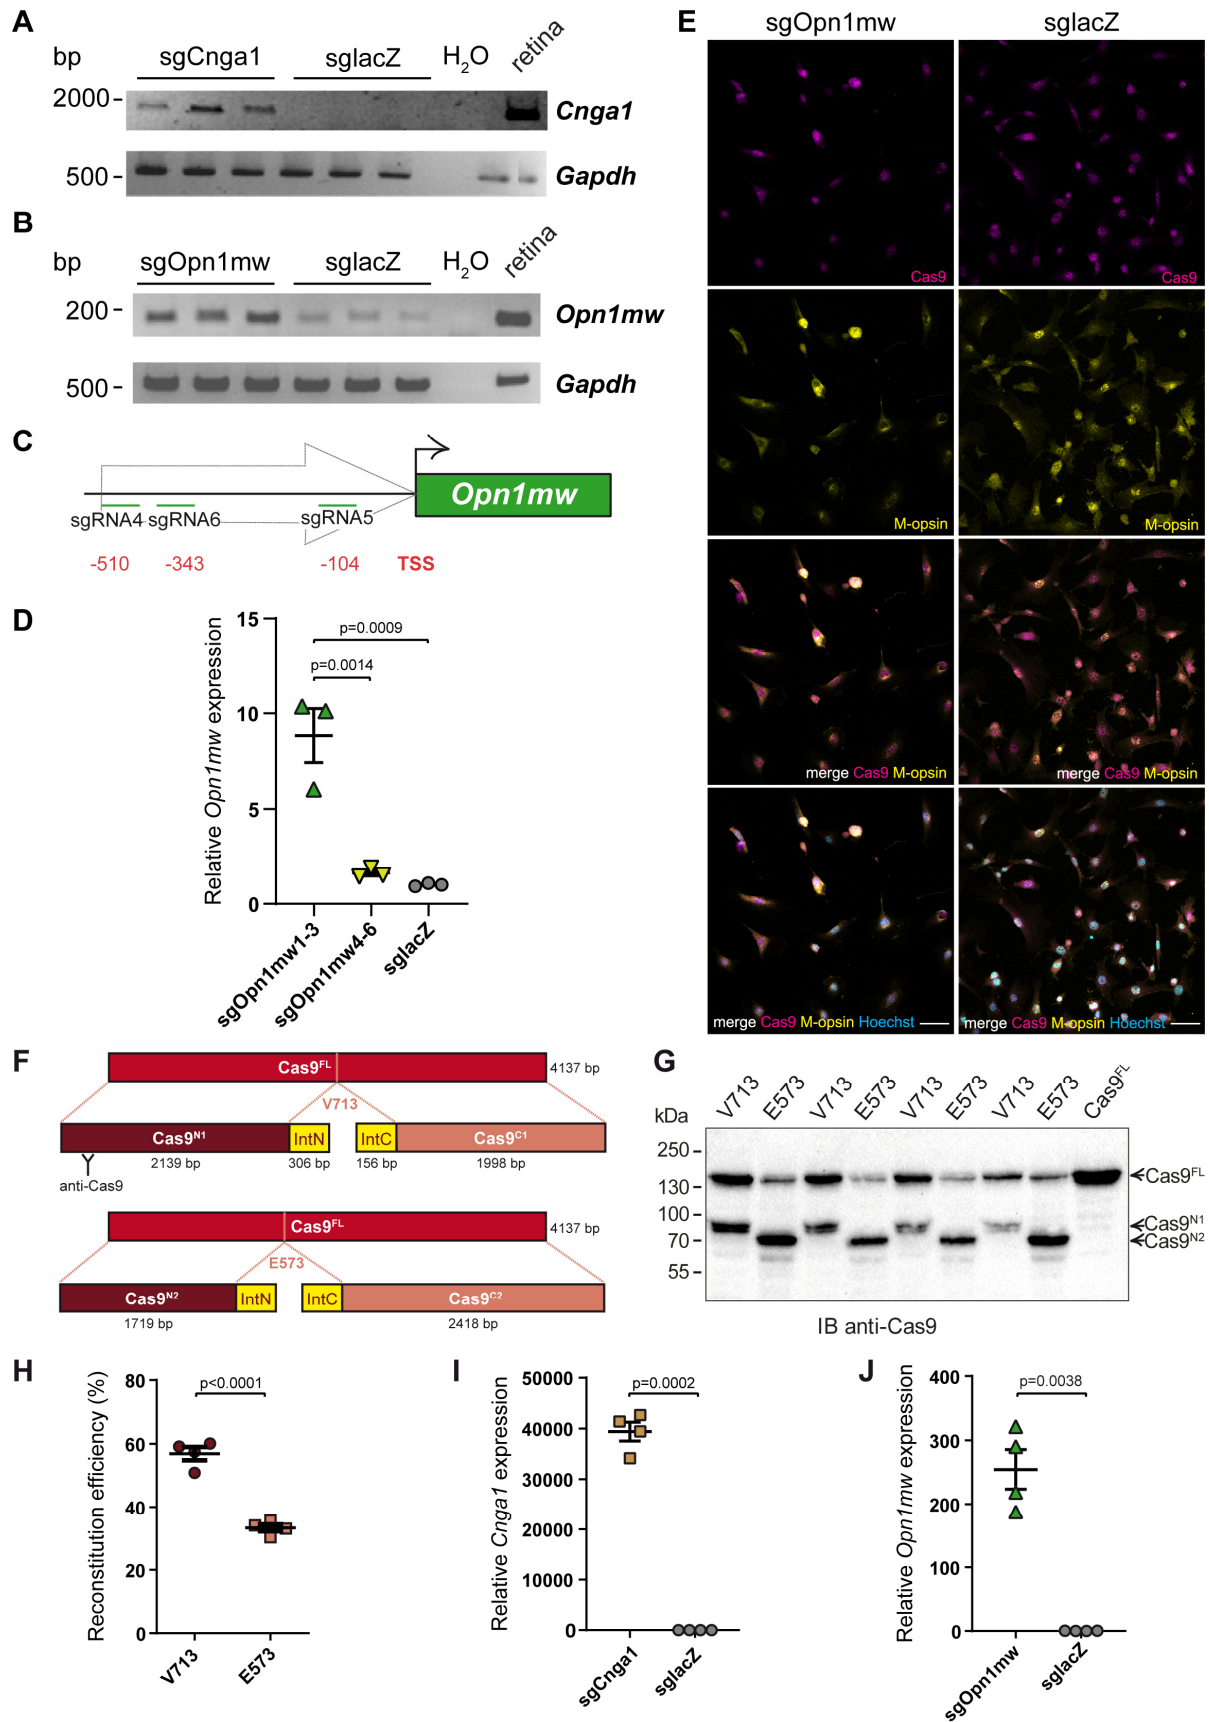 A
bp
sgCnga1
sglacZ
H2O
retina
2000
Cnga1
500
Gapdh
B
bp
sgOpn1mw
sglacZ
H2O
retina
200
Opn1mw
500
Gapdh
C
Opn1mw
sgRNA4 sgRNA6 sgRNA5
-510 -343 -104 TSS
D
Relative Opn1mw expression
15
10
5
0
p=0.0009
p=0.0014
sgOpn1mw1-3
sgOpn1mw4-6
sglacZ
E
sgOpn1mw
sglacZ
Cas9
Cas9
M-opsin
M-opsin
merge Cas9 M-opsin
merge Cas9 M-opsin
merge Cas9 M-opsin Hoechst
merge Cas9 M-opsin Hoechst
F
Cas9FL
4137 bp
V713
Cas9N1
IntN
IntC
Cas9C1
2139 bp
306 bp
156 bp
1998 bp
anti-Cas9
Cas9FL
4137 bp
E573
Cas9N2
IntN
IntC
Cas9C2
1719 bp
2418 bp
G
kDa
V713
E573
V713
E573
V713
E573
V713
E573
Cas9FL
250
130
100
70
55
Cas9FL
Cas9N1
Cas9N2
IB anti-Cas9
H
Reconstitution efficiency (%)
80
60
40
20
0
p<0.0001
V713
E573
I
Relative Cnga1 expression
50000
40000
30000
20000
10000
0
p=0.0002
sgCnga1
sglacZ
J
Relative Opn1mw expression
400
300
200
100
0
p=0.0038
sgOpn1mw
sglacZ